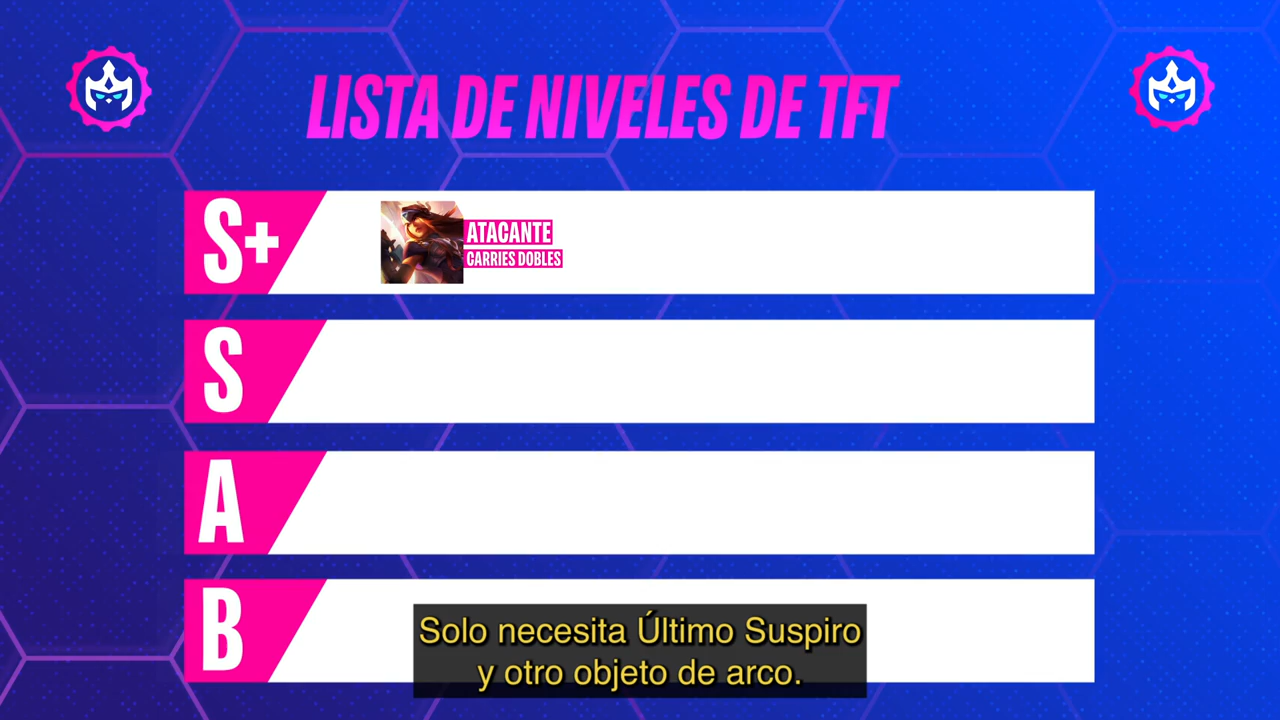 LISTA DE NIVELES DE TFT
S+
ATACANTE
CARRIES DOBLES
S
A
B
Solo necesita Último Suspiro
y otro objeto de arco.